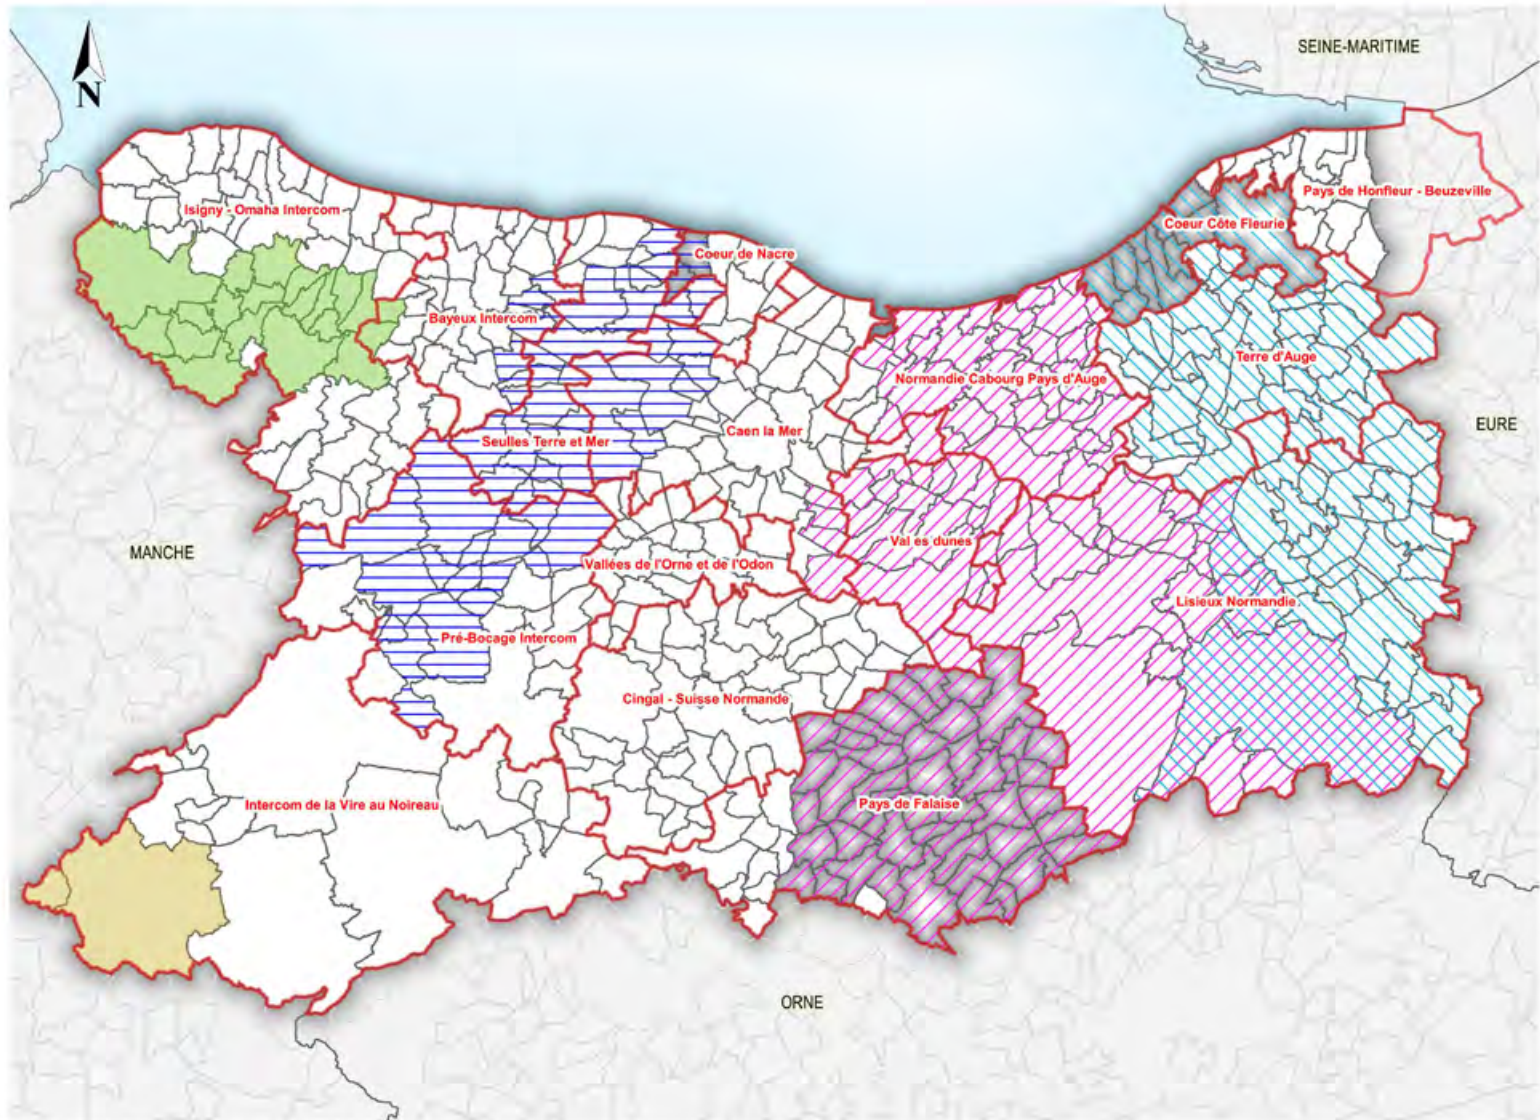 SEINE-MARITIME
N
Pays de Honfleur - Beuzeville
Isigny - Omaha Intercom
Coeur Côte Fleurie
Coeur de Nacre
Bayeux Intercom
Terre d'Auge
Normandie Cabourg Pays d'Auge
EURE
Caen la Mer
Seulles Terre et Mer
Val es dunes
MANCHE
Vallées de l'Orne et de l'Odon
Lisieux Normandie
Pré-Bocage Intercom
Cingal - Suisse Normande
Intercom de la Vire au Noireau
Pays de Falaise
ORNE